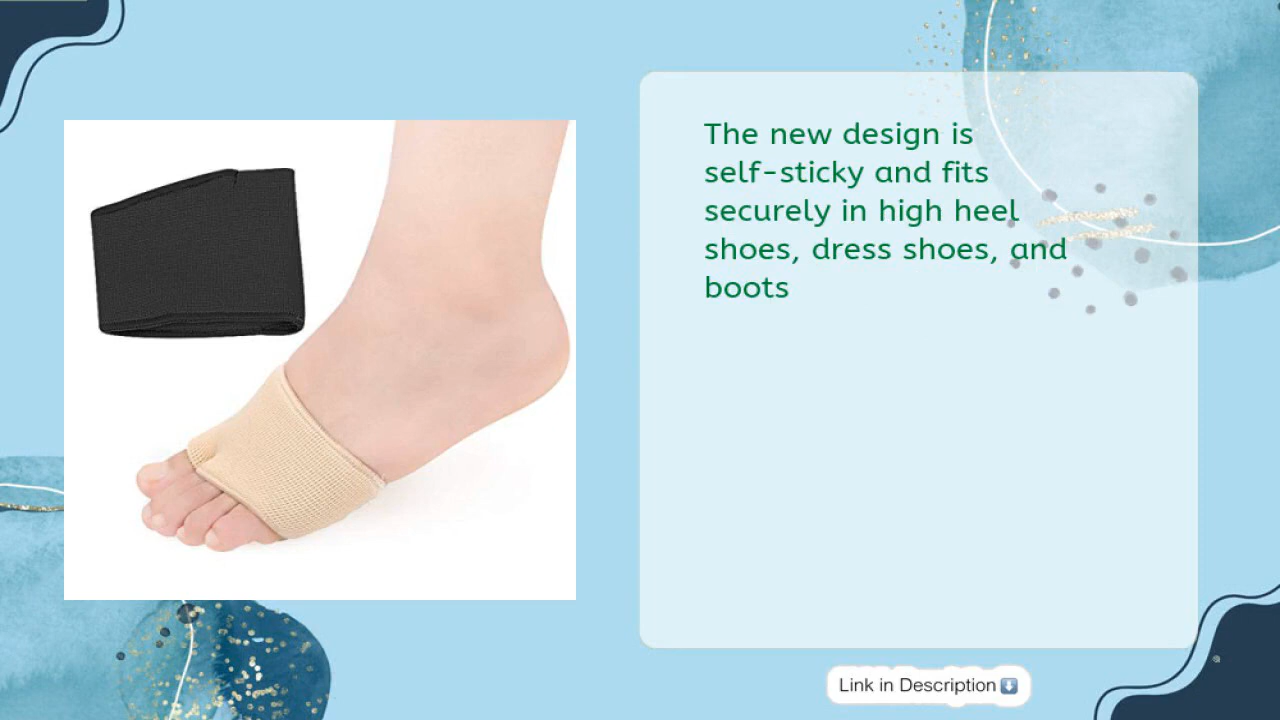 The new design is
self-sticky and fits
securely in high heel
shoes, dress shoes, and
boots
Link in Description⬇️